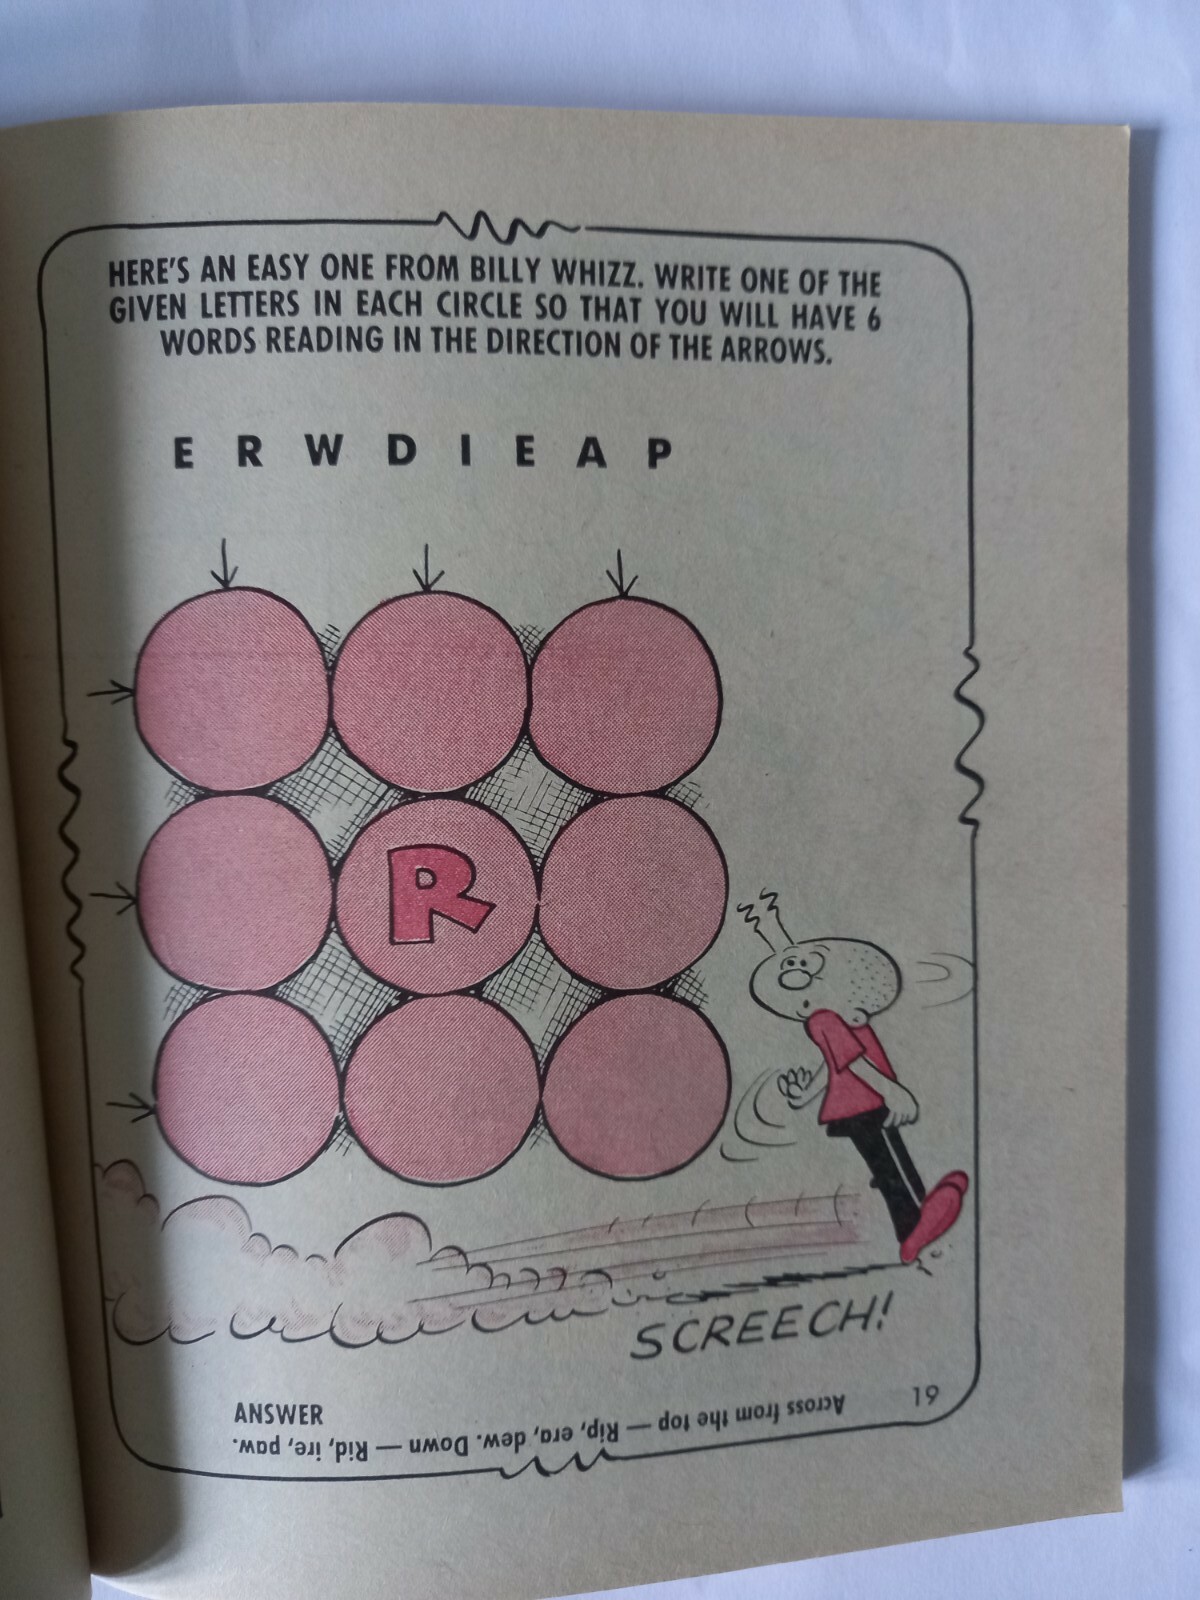 HERE'S AN EASY ONE FROM BILLY WHIZZ. WRITE ONE OF THE
GIVEN LETTERS IN EACH CIRCLE SO THAT YOU WILL HAVE 6
WORDS READING IN THE DIRECTION OF THE ARROWS.
E R W D I E A P
R
SCREECH!
19
ANSWER
Across from the top — Rip, era, dew. Down — Rid, ire, paw.